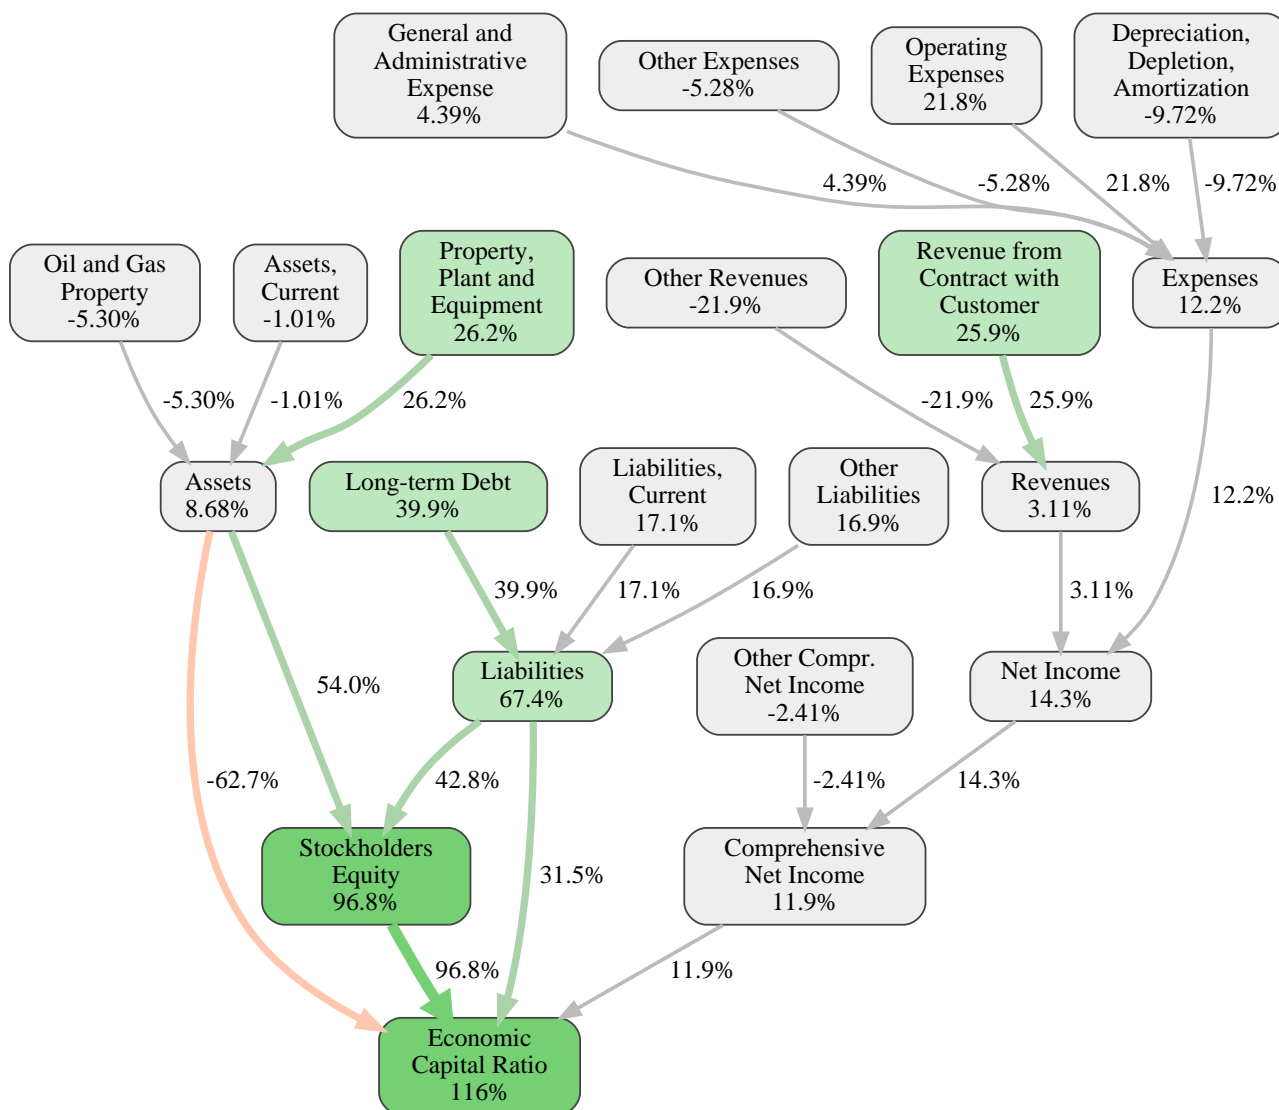 General and
Administrative
Expense
4.39%
Other Expenses
-5.28%
Operating
Expenses
21.8%
Depreciation,
Depletion,
Amortization
-9.72%
4.39%
-5.28%
21.8%
-9.72%
Oil and Gas
Property
-5.30%
Assets,
Current
-1.01%
Property,
Plant and
Equipment
26.2%
Other Revenues
-21.9%
Revenue from
Contract with
Customer
25.9%
Expenses
12.2%
-5.30%
-1.01%
26.2%
-21.9%
25.9%
12.2%
Assets
8.68%
Long-term Debt
39.9%
Liabilities,
Current
17.1%
Other
Liabilities
16.9%
Revenues
3.11%
39.9%
17.1%
16.9%
3.11%
54.0%
Liabilities
67.4%
Other Compr.
Net Income
-2.41%
Net Income
14.3%
-62.7%
42.8%
-2.41%
14.3%
Stockholders
Equity
96.8%
31.5%
Comprehensive
Net Income
11.9%
96.8%
11.9%
Economic
Capital Ratio
116%